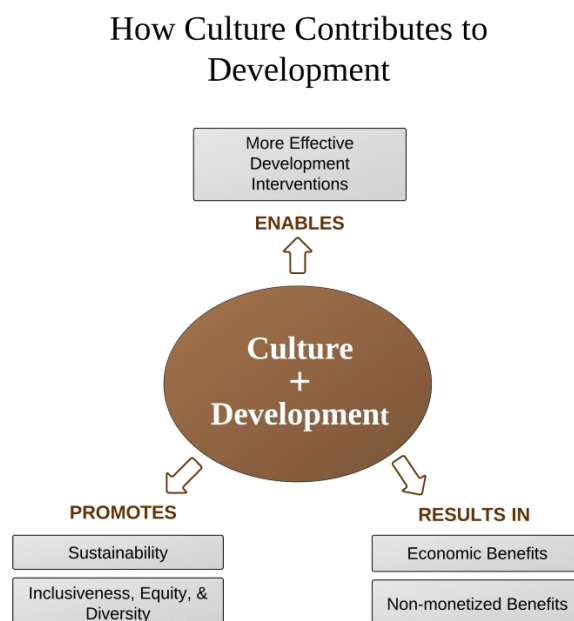 How Culture Contributes to
Development
More Effective
Development
Interventions
ENABLES
Culture
+
Development
PROMOTES
Sustainability
Inclusiveness, Equity, &
Diversity
RESULTS IN
Economic Benefits
Non-monetized Benefits